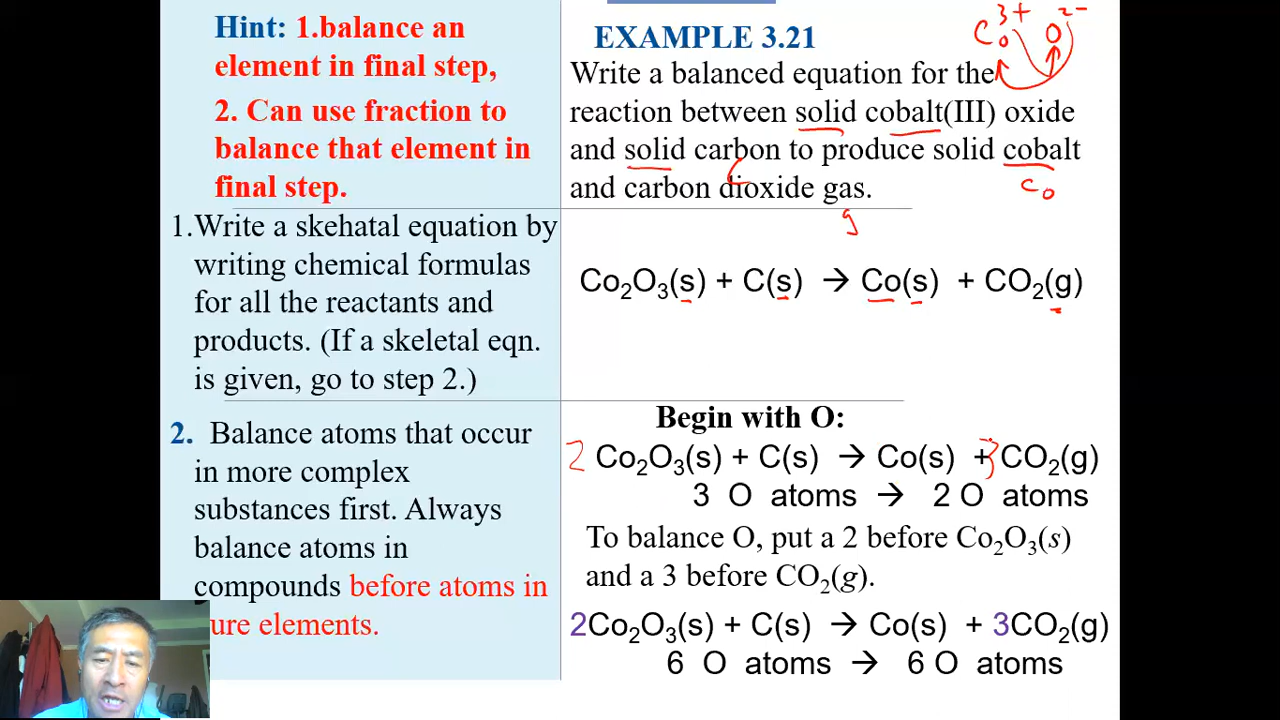 Hint: 1.balance an
element in final step,
2. Can use fraction to
balance that element in
final step.
EXAMPLE 3.21
Co³⁺ O²⁻
Write a balanced equation for the
reaction between solid cobalt(III) oxide
and solid carbon to produce solid cobalt
and carbon dioxide gas.
C
Co
g
1.Write a skehatal equation by
writing chemical formulas
for all the reactants and
products. (If a skeletal eqn.
is given, go to step 2.)
Co₂O₃(s) + C(s) → Co(s) + CO₂(g)
2. Balance atoms that occur
in more complex
substances first. Always
balance atoms in
compounds before atoms in
ure elements.
Begin with O:
2 Co₂O₃(s) + C(s) → Co(s) + 3CO₂(g)
3 O atoms → 2 O atoms
To balance O, put a 2 before Co₂O₃(s)
and a 3 before CO₂(g).
2Co₂O₃(s) + C(s) → Co(s) + 3CO₂(g)
6 O atoms → 6 O atoms